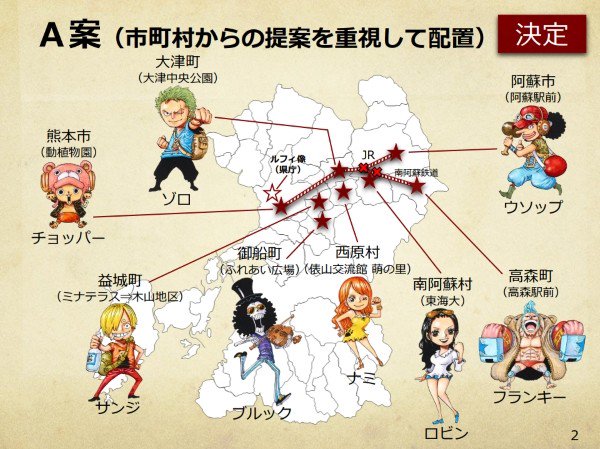 A案（市町村からの提案を重視して配置）
決定
大津町
（大津中央公園）
阿蘇市
（阿蘇駅前）
熊本市
（動植物園）
ルフィ像
（県庁）
JR
南阿蘇鉄道
ゾロ
ウソップ
チョッパー
御船町
（ふれあい広場）
西原村
（俵山交流館 萌の里）
益城町
（ミナテラス⇒木山地区）
南阿蘇村
（東海大）
高森町
（高森駅前）
サンジ
ブルック
ナミ
ロビン
フランキー
2